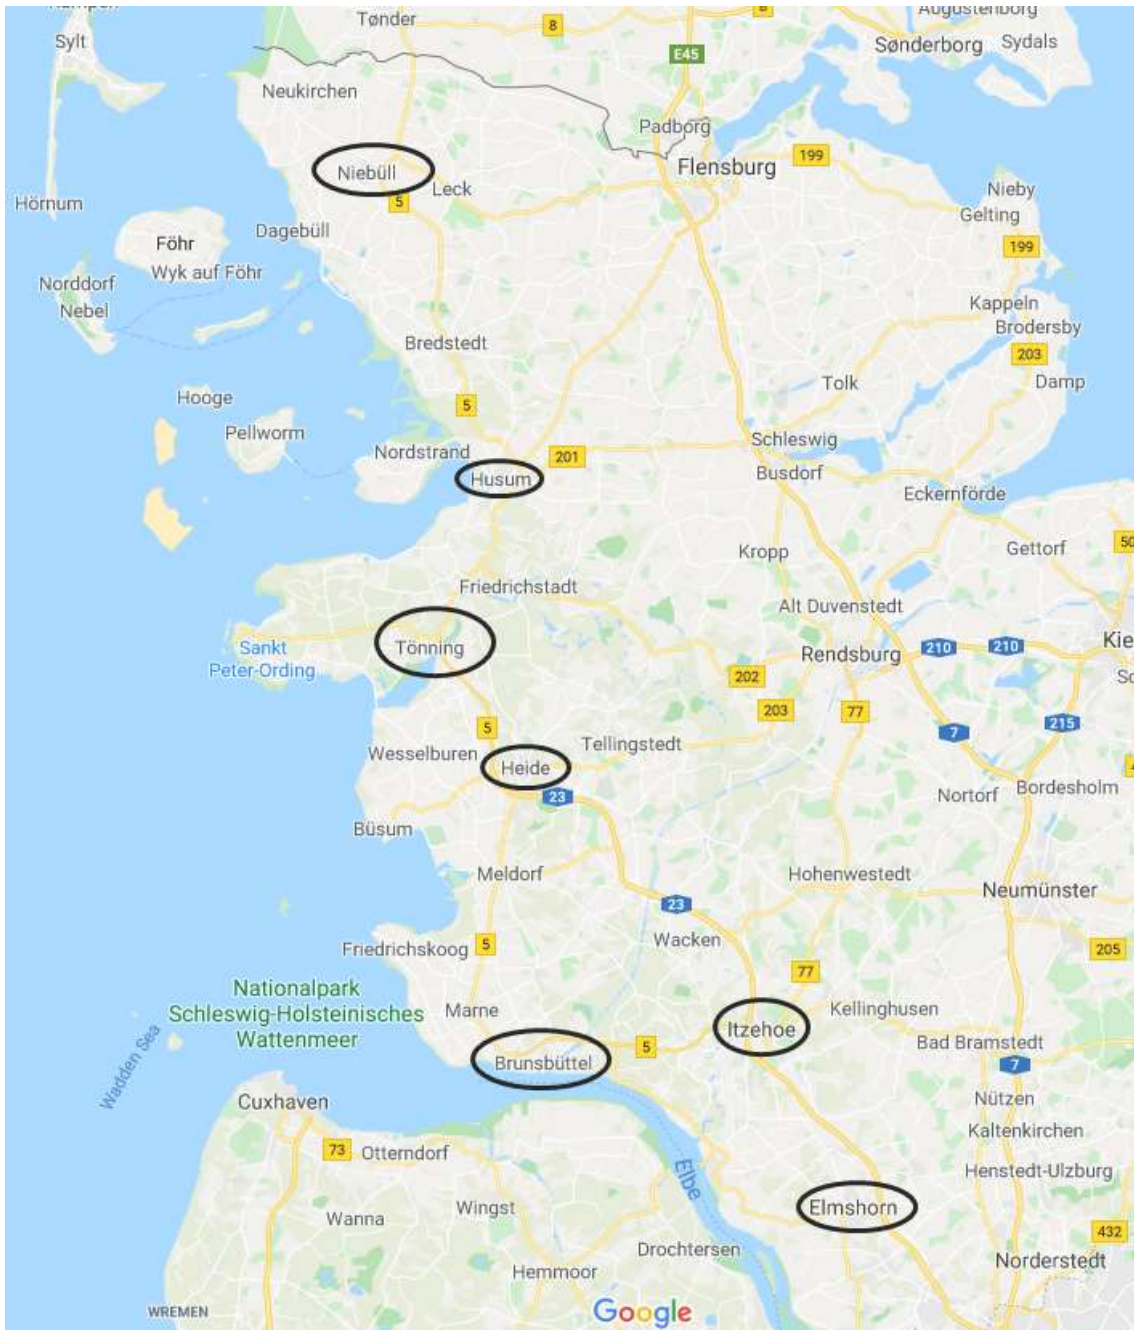 Tønder
8
B
Augustenborg
Sylt
E45
Sønderborg
Sydals
Neukirchen
Padborg
Flensburg
199
Niebüll
Leck
5
Hörnum
Nieby
Gelting
Dagebüll
Föhr
Wyk auf Föhr
199
Norddorf
Nebel
Kappeln
Brodersby
Bredstedt
203
Tolk
Damp
Hooge
5
Pellworm
Nordstrand
Schleswig
201
Husum
Busdorf
Eckernförde
Kropp
Gettorf
50
Friedrichstadt
Alt Duvenstedt
Sankt
Peter-Ording
Tönning
Rendsburg
210
210
Kie
202
203
77
215
7
5
Wesselburen
Tellingstedt
Heide
23
Nortorf
Bordesholm
Büsum
Meldorf
Hohenwestedt
Neumünster
23
Friedrichskoog
5
Wacken
205
77
Nationalpark
Schleswig-Holsteinisches
Wattenmeer
Marne
Kellinghusen
Itzehoe
Bad Bramstedt
5
Brunsbüttel
7
Wadden Sea
Nützen
Cuxhaven
Kaltenkirchen
73
Otterndorf
Henstedt-Ulzburg
Elbe
Wanna
Wingst
Elmshorn
432
Drochtersen
Norderstedt
Hemmoor
WREMEN
Google